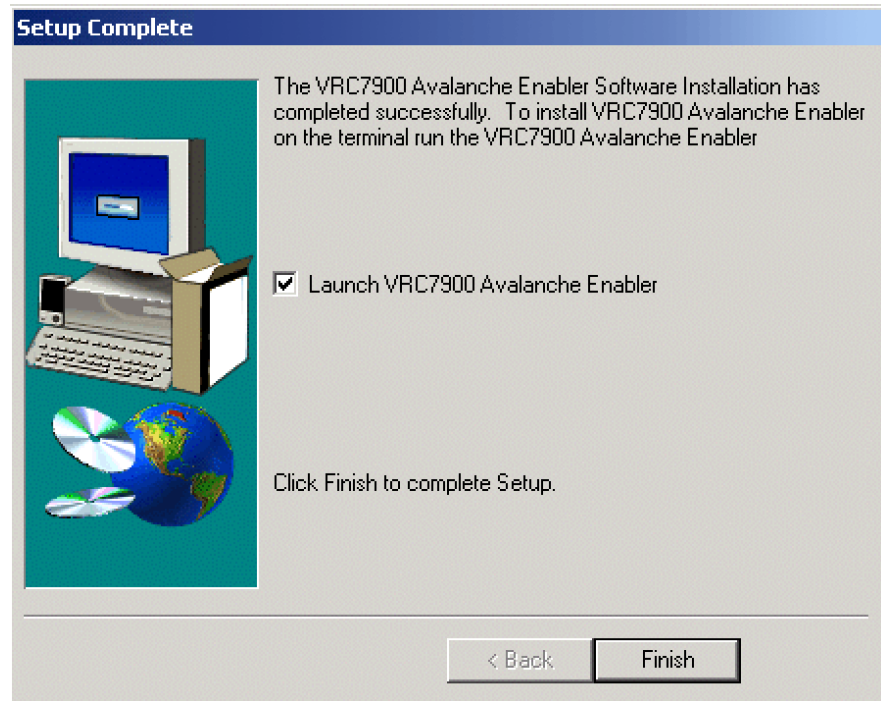 Setup Complete
The VRC7900 Avalanche Enabler Software Installation has
completed successfully.  To install VRC7900 Avalanche Enabler
on the terminal run the VRC7900 Avalanche Enabler
Launch VRC7900 Avalanche Enabler
Click Finish to complete Setup.
< Back
Finish